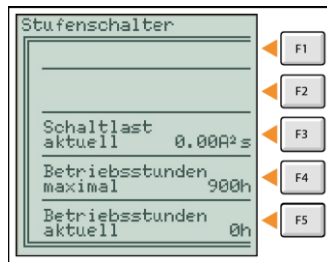 Stufenschalter
F1
F2
Schaltlast
aktuell 0.00A²s
F3
Betriebsstunden
maximal 900h
F4
Betriebsstunden
aktuell 0h
F5